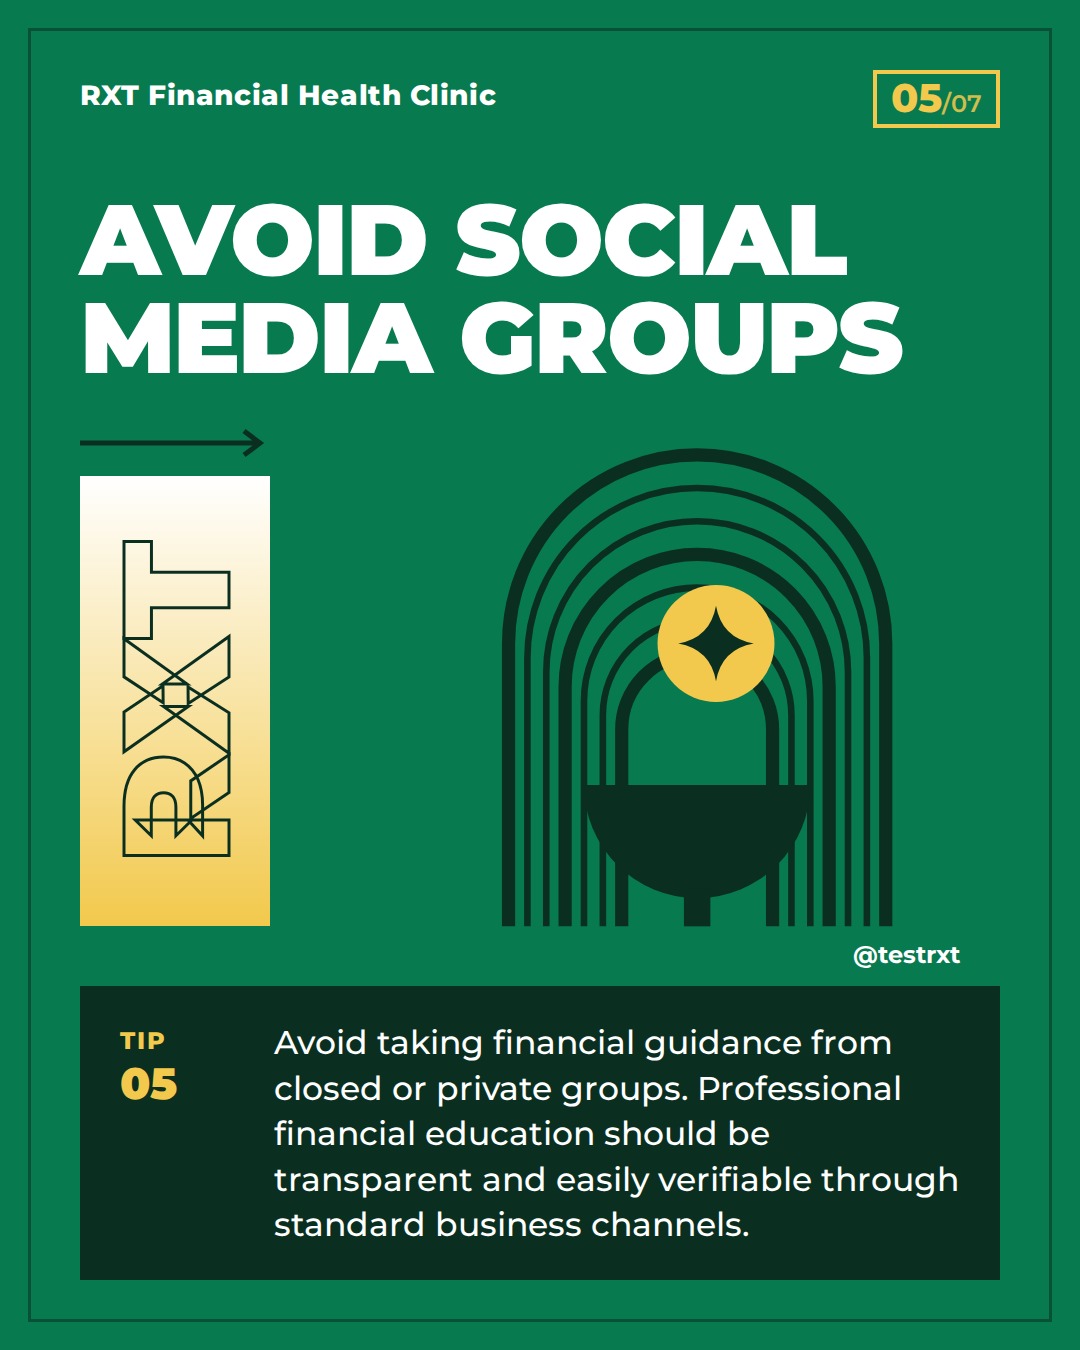 RXT Financial Health Clinic
05/07
AVOID SOCIAL
MEDIA GROUPS
RXT
@testrxt
TIP
05
Avoid taking financial guidance from
closed or private groups. Professional
financial education should be
transparent and easily verifiable through
standard business channels.